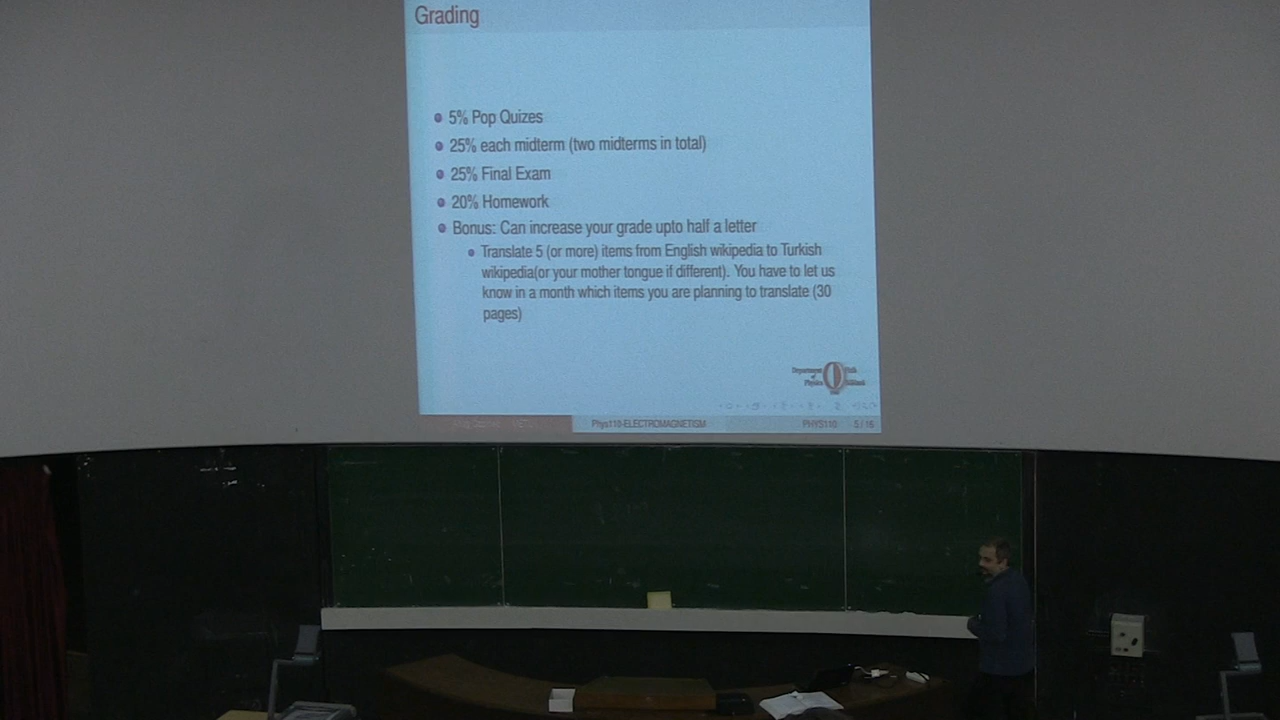 Grading
5% Pop Quizes
25% each midterm (two midterms in total)
25% Final Exam
20% Homework
Bonus: Can increase your grade upto half a letter
Translate 5 (or more) items from English wikipedia to Turkish
wikipedia(or your mother tongue if different). You have to let us
know in a month which items you are planning to translate (30
pages)
Department
of
Physics
Phys110-ELECTROMAGNETISM PHYS110 5 / 16